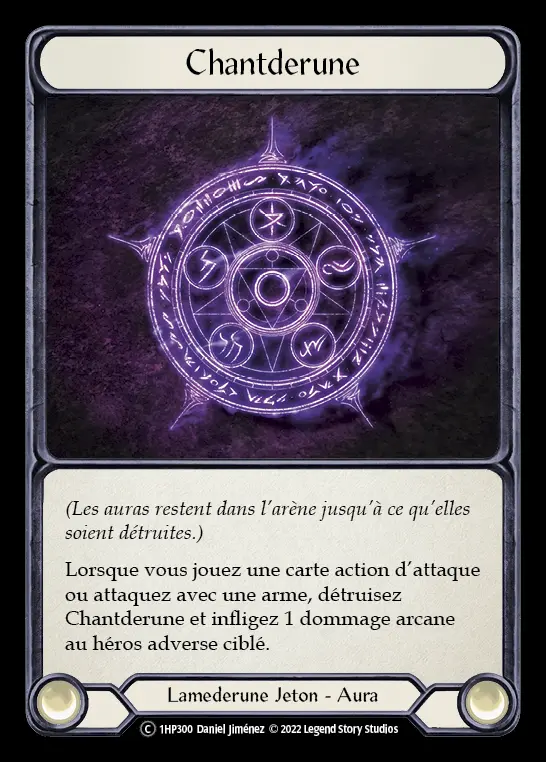 Chantderune
(Les auras restent dans l'arène jusqu'à ce qu'elles
soient détruites.)
Lorsque vous jouez une carte action d'attaque
ou attaquez avec une arme, détruisez
Chantderune et infligez 1 dommage arcane
au héros adverse ciblé.
Lamederune Jeton - Aura
C 1HP300 Daniel Jiménez © 2022 Legend Story Studios